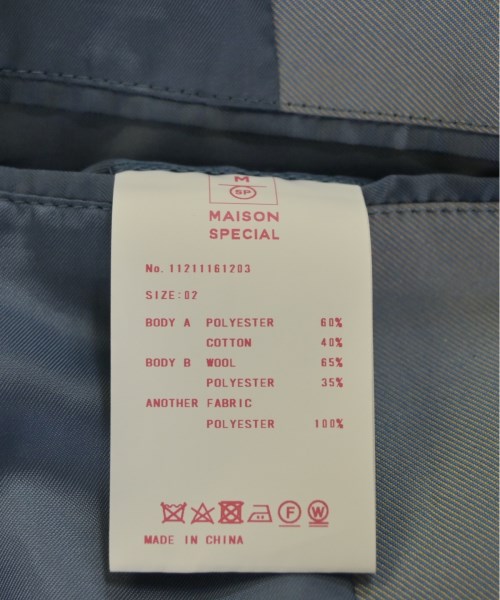 M
SP
MAISON
SPECIAL
No. 11211161203
SIZE:02
BODY A POLYESTER 60%
COTTON 40%
BODY B WOOL 65%
POLYESTER 35%
ANOTHER FABRIC
POLYESTER 100%
F W
MADE IN CHINA